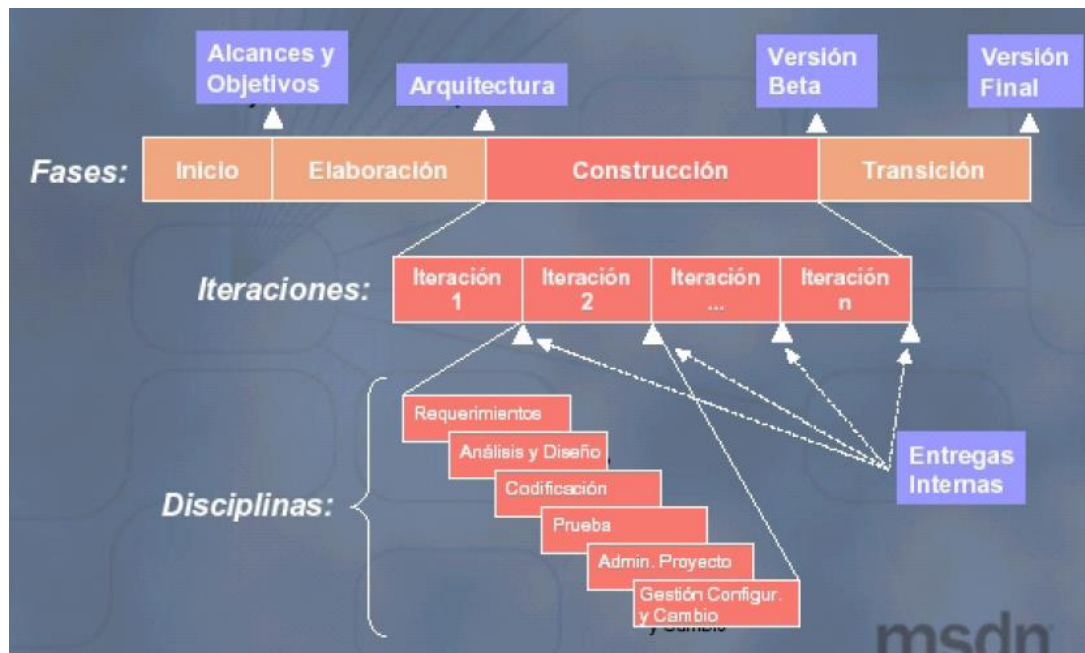 Alcances y
Objetivos
Arquitectura
Versión
Beta
Versión
Final
Fases:
Inicio
Elaboración
Construcción
Transición
Iteraciones:
Iteración
1
Iteración
2
Iteración
...
Iteración
n
Disciplinas:
Requerimientos
Análisis y Diseño
Codificación
Prueba
Admin. Proyecto
Gestión Configur.
y Cambio
y Cambio
Entregas
Internas
msdn